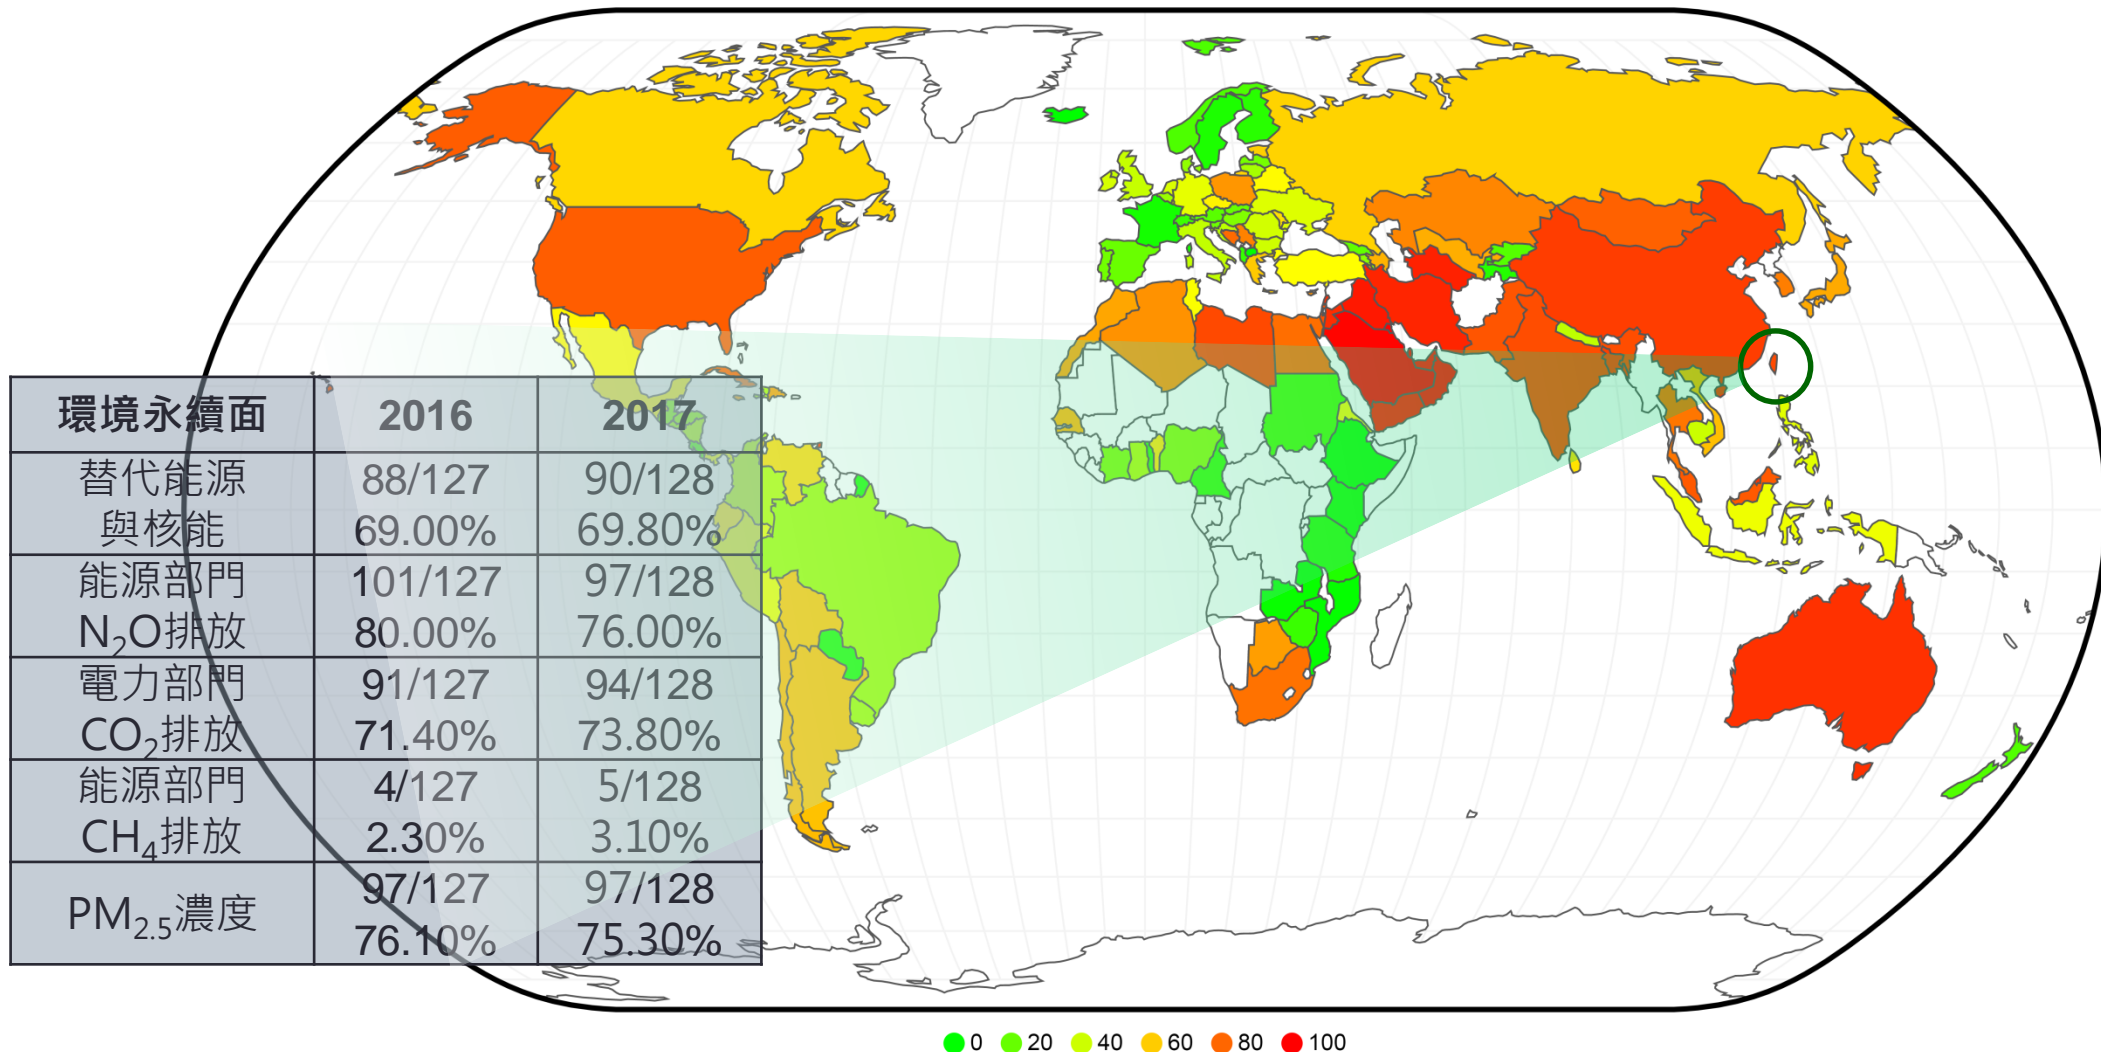 環境永續面 2016 2017
替代能源 88/127 90/128
與核能 69.00% 69.80%
能源部門 101/127 97/128
N₂O排放 80.00% 76.00%
電力部門 91/127 94/128
CO₂排放 71.40% 73.80%
能源部門 4/127 5/128
CH₄排放 2.30% 3.10%
PM₂.₅濃度 97/127 97/128
76.10% 75.30%
0 20 40 60 80 100